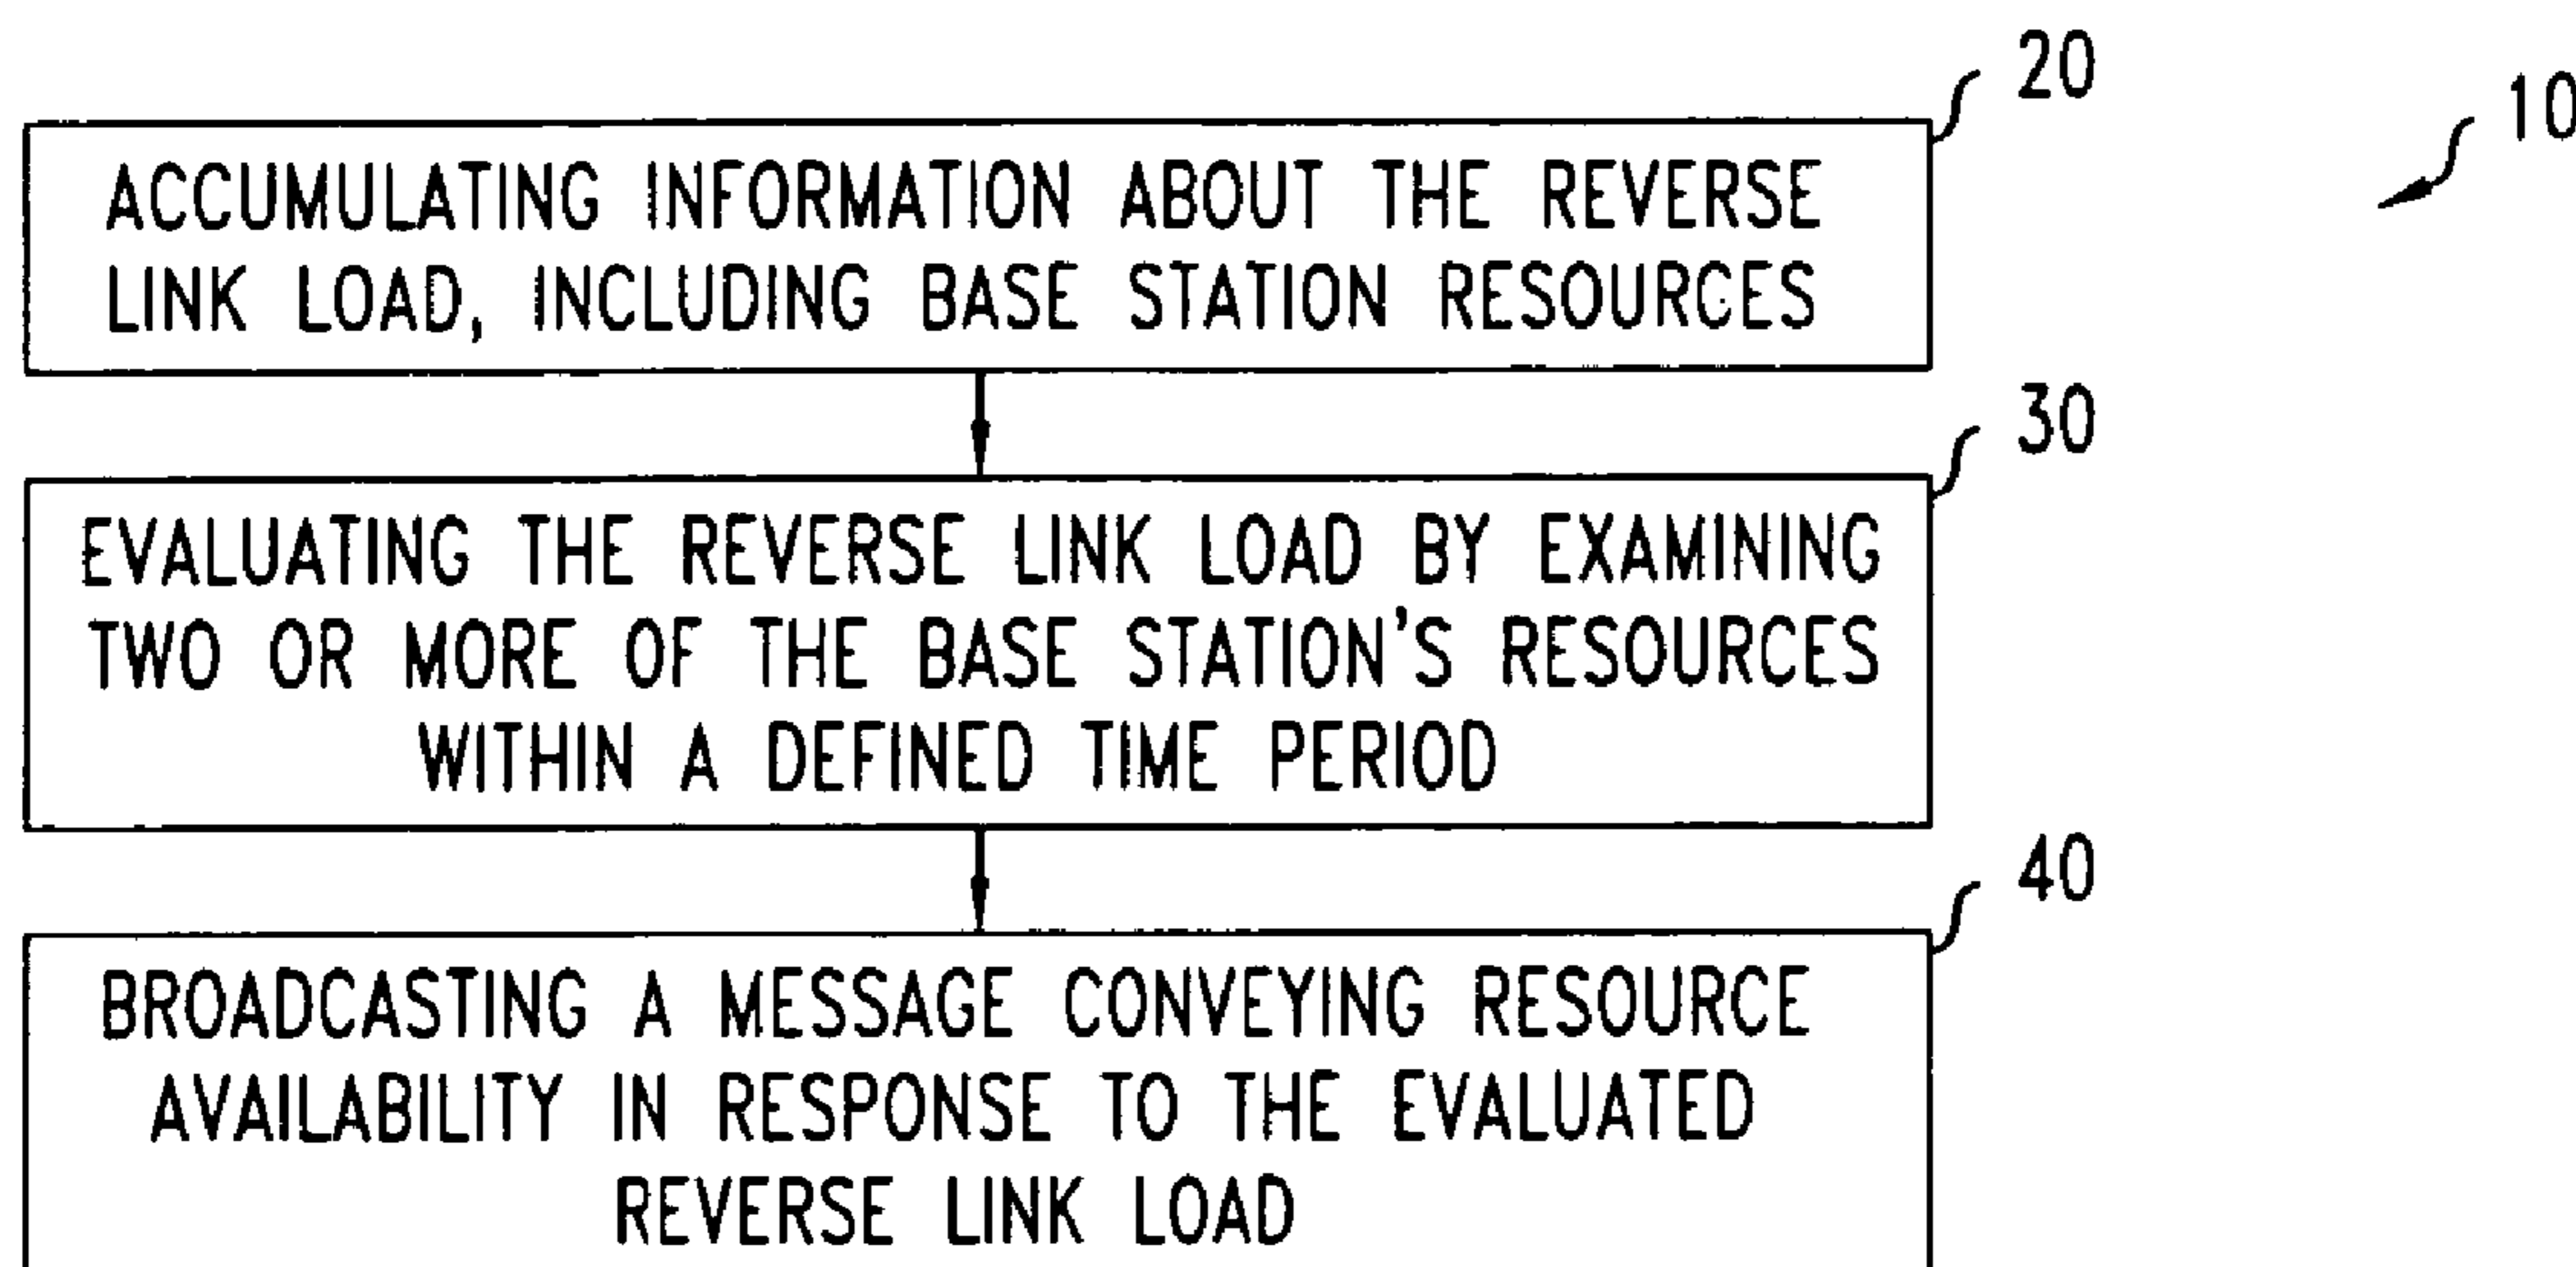 20
10
ACCUMULATING INFORMATION ABOUT THE REVERSE
LINK LOAD, INCLUDING BASE STATION RESOURCES
30
EVALUATING THE REVERSE LINK LOAD BY EXAMINING
TWO OR MORE OF THE BASE STATION'S RESOURCES
WITHIN A DEFINED TIME PERIOD
40
BROADCASTING A MESSAGE CONVEYING RESOURCE
AVAILABILITY IN RESPONSE TO THE EVALUATED
REVERSE LINK LOAD